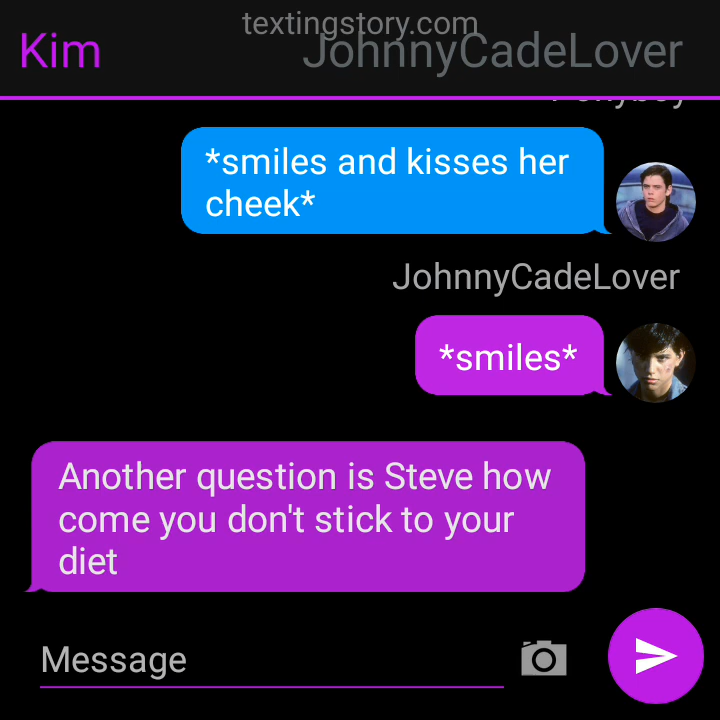 textingstory.com
Kim
JohnnyCadeLover
Ponyboy
*smiles and kisses her
cheek*
JohnnyCadeLover
*smiles*
Another question is Steve how
come you don't stick to your
diet
Message